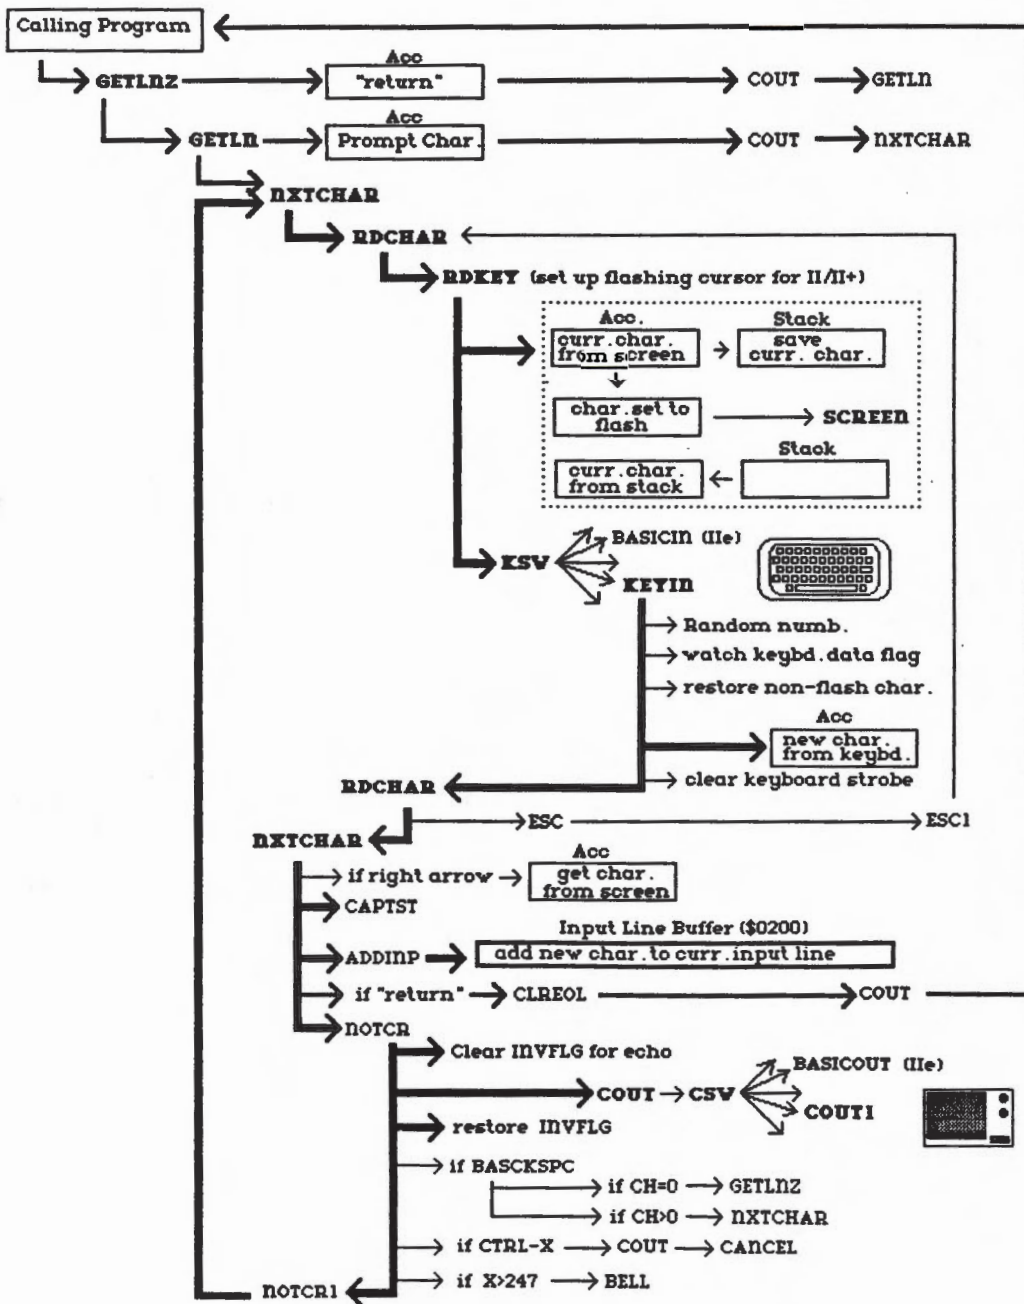 Calling Program
Acc
GETLNZ "return" COUT GETLN
Acc
GETLN Prompt Char. COUT NXTCHAR
NXTCHAR
RDCHAR
RDKEY (set up flashing cursor for II/II+)
Acc. Stack
curr.char. from screen
save curr. char.
char.set to flash
SCREEN
Stack
curr.char. from stack
BASICIN (IIe)
KSW
KEYIN
Random numb.
watch keybd.data flag
restore non-flash char.
Acc
new char. from keybd.
clear keyboard strobe
RDCHAR
ESC ESC1
NXTCHAR
Acc
if right arrow get char. from screen
CAPTST
Input Line Buffer ($0200)
ADDINP add new char.to curr.input line
if "return" CLREOL COUT
NOTCR
Clear INVFLG for echo
BASICOUT (IIe)
COUT CSW
COUT1
restore INVFLG
if BASCKSPC
if CH=0 GETLNZ
if CH>0 NXTCHAR
if CTRL-X COUT CANCEL
if X>247 BELL
NOTCR1